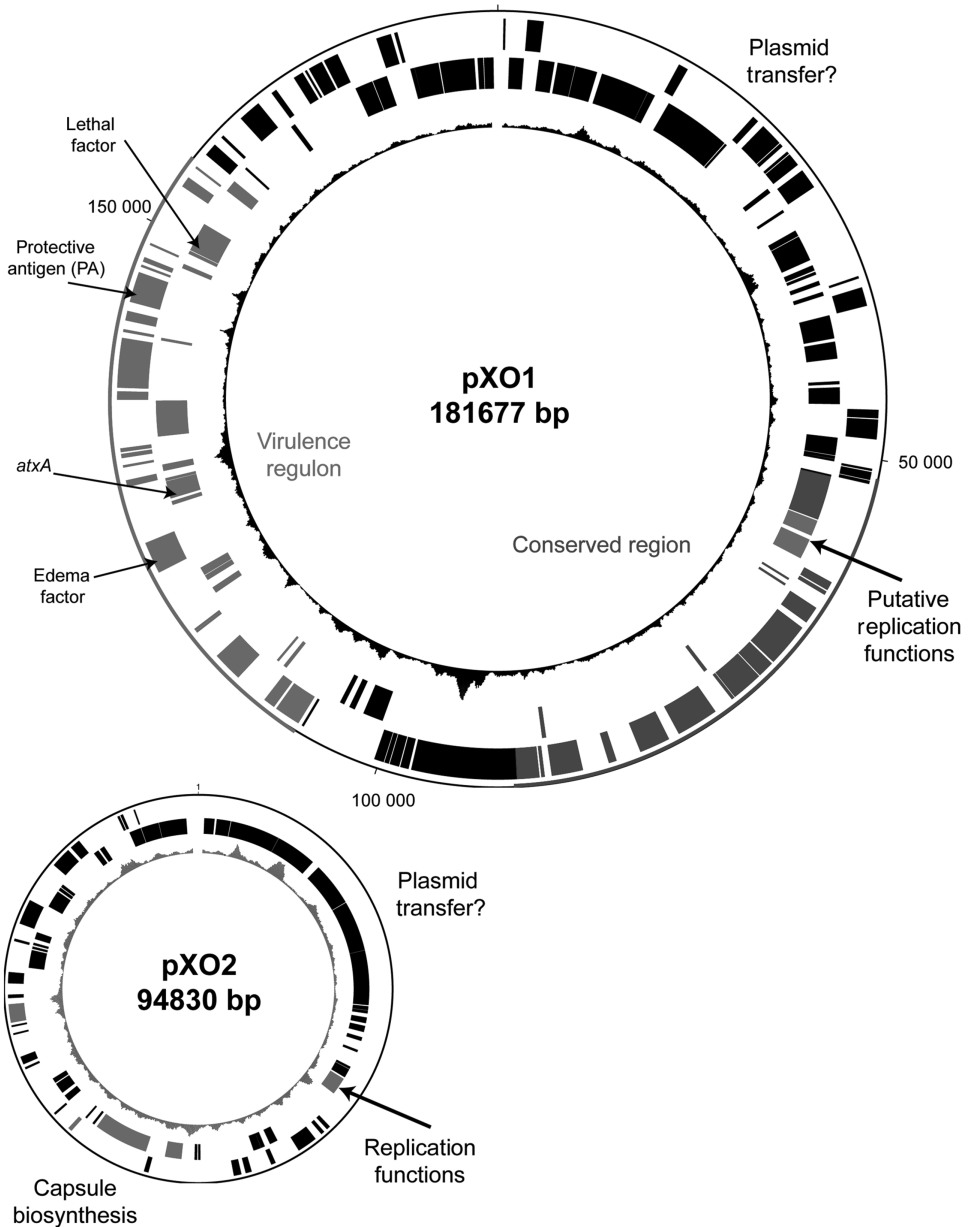 Plasmid
transfer?
Lethal
factor
150 000
Protective
antigen (PA)
pXO1
181677 bp
Virulence
regulon
atxA
50 000
Conserved region
Edema
factor
Putative
replication
functions
100 000
1
Plasmid
transfer?
pXO2
94830 bp
Replication
functions
Capsule
biosynthesis